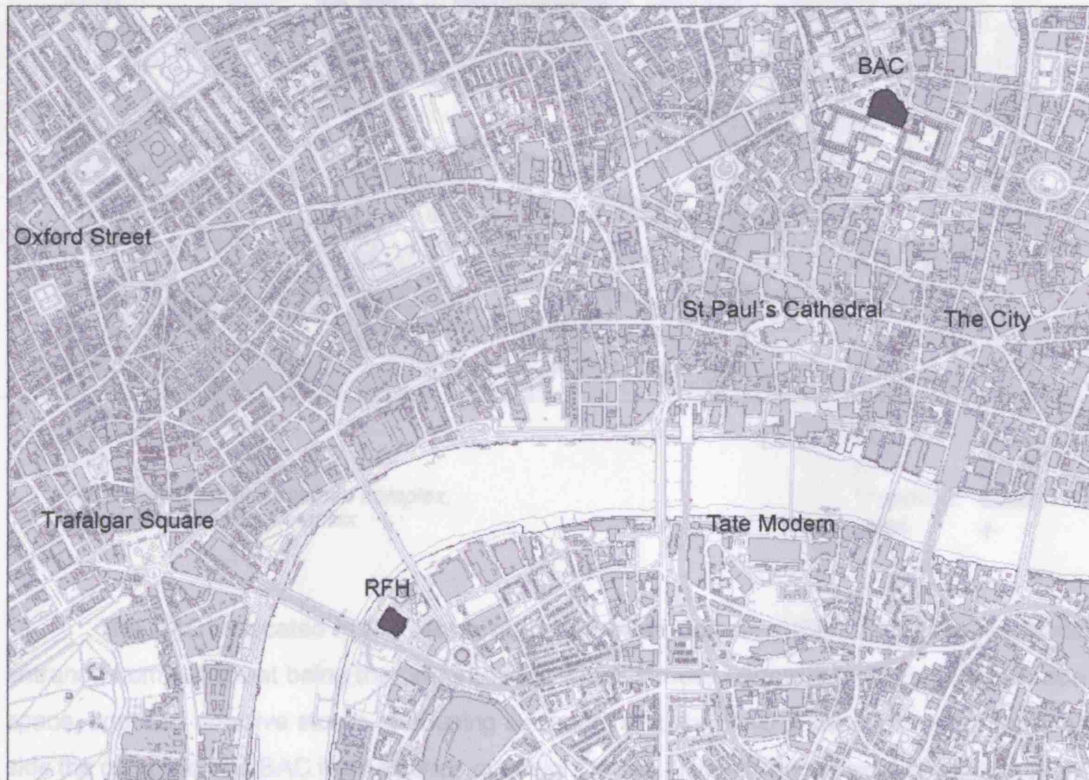 BAC
Oxford Street
St.Paul´s Cathedral
The City
Trafalgar Square
Tate Modern
RFH